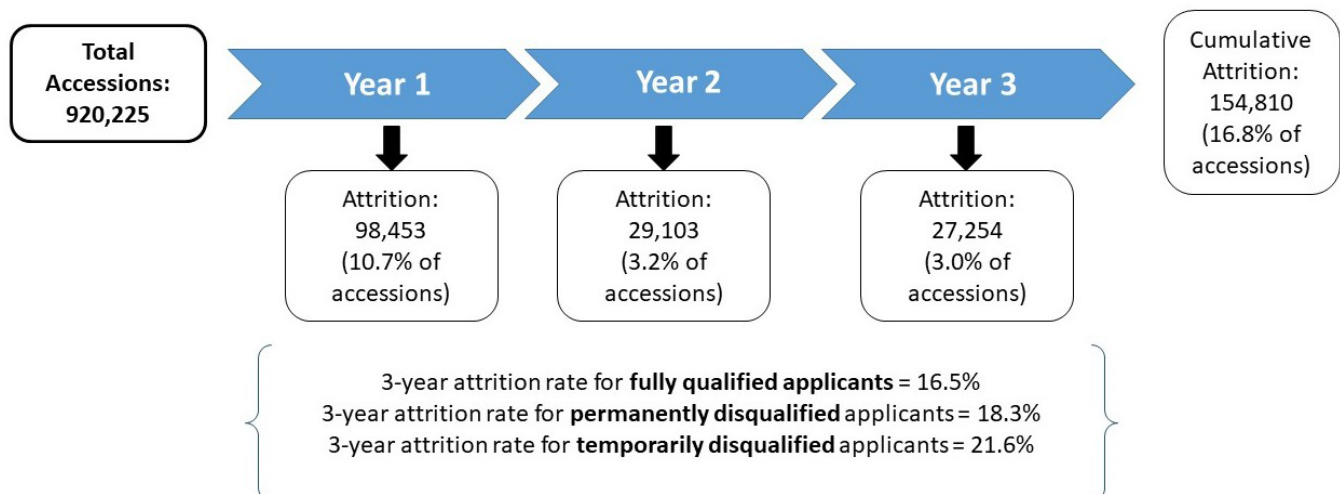 Total
Accessions:
920,225
Year 1
Year 2
Year 3
Cumulative
Attrition:
154,810
(16.8% of
accessions)
Attrition:
98,453
(10.7% of
accessions)
Attrition:
29,103
(3.2% of
accessions)
Attrition:
27,254
(3.0% of
accessions)
3-year attrition rate for fully qualified applicants = 16.5%
3-year attrition rate for permanently disqualified applicants = 18.3%
3-year attrition rate for temporarily disqualified applicants = 21.6%